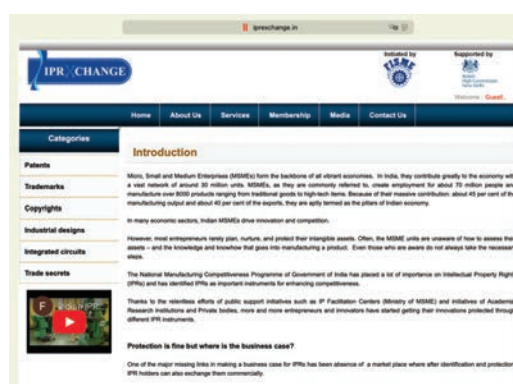 iprexchange.in
IPR XCHANGE
Initiated by
FISME
Supported by
British
High Commission
New Delhi
Welcome : Guest,
Home About Us Services Membership Media Contact Us
Categories
Patents
Trademarks
Copyrights
Industrial designs
Integrated circuits
Trade secrets
Introduction
Micro, Small and Medium Enterprises (MSMEs) form the backbone of all vibrant economies. In India, they contribute greatly to the economy with
a vast network of around 30 million units. MSMEs, as they are commonly referred to, create employment for about 70 million people and
manufacture over 8000 products ranging from traditional goods to high-tech items. Because of their massive contribution: about 45 per cent of the
manufacturing output and about 40 per cent of the exports, they are aptly termed as the pillars of Indian economy.
In many economic sectors, Indian MSMEs drive innovation and competition.
However, most entrepreneurs rarely plan, nurture, and protect their intangible assets. Often, the MSME units are unaware of how to assess their
assets – and the knowledge and knowhow that goes into manufacturing a product. Even those who are aware do not always take the necessary
steps.
The National Manufacturing Competitiveness Programme of Government of India has placed a lot of importance on Intellectual Property Right
(IPRs) and has identified IPRs as important instruments for enhancing competitiveness.
Thanks to the relentless efforts of public support initiatives such as IP Facilitation Centers (Ministry of MSME) and initiatives of Academia
Research Institutions and Private bodies, more and more entrepreneurs and innovators have started getting their innovations protected through
different IPR instruments.
Protection is fine but where is the business case?
One of the major missing links in making a business case for IPRs has been absence of a market place where after identification and protection
IPR holders can also exchange them commercially.